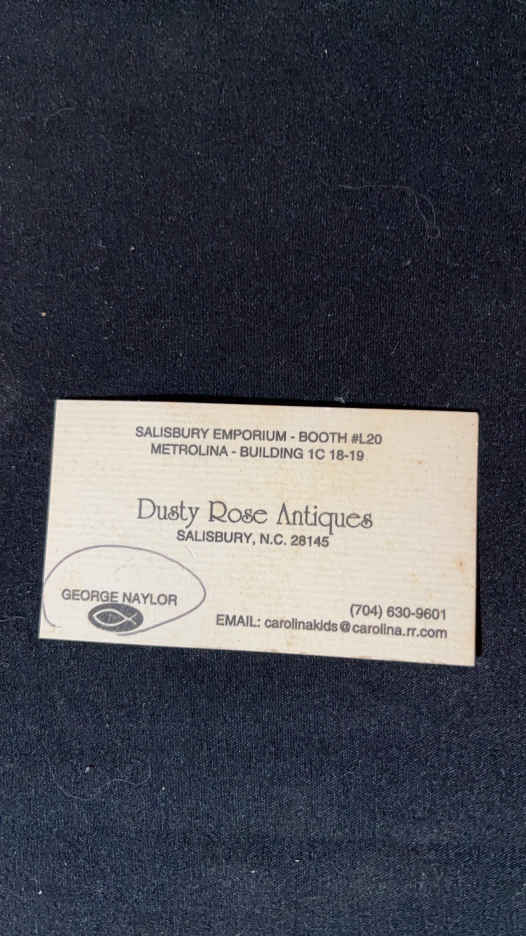 SALISBURY EMPORIUM - BOOTH #L20
METROLINA - BUILDING 1C 18-19
Dusty Rose Antiques
SALISBURY, N.C. 28145
GEORGE NAYLOR
(704) 630-9601
EMAIL: carolinakids@carolina.rr.com